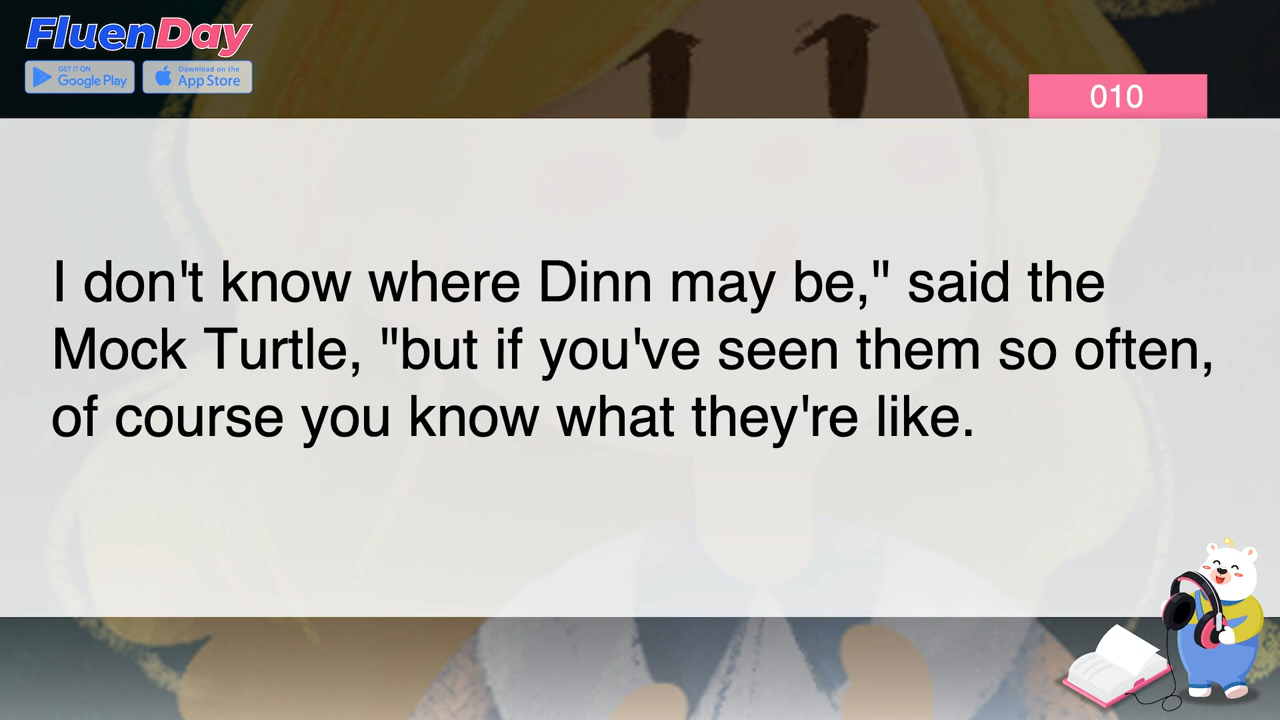 FluenDay
GET IT ON
Google Play
Download on the
App Store
010
I don't know where Dinn may be," said the
Mock Turtle, "but if you've seen them so often,
of course you know what they're like.